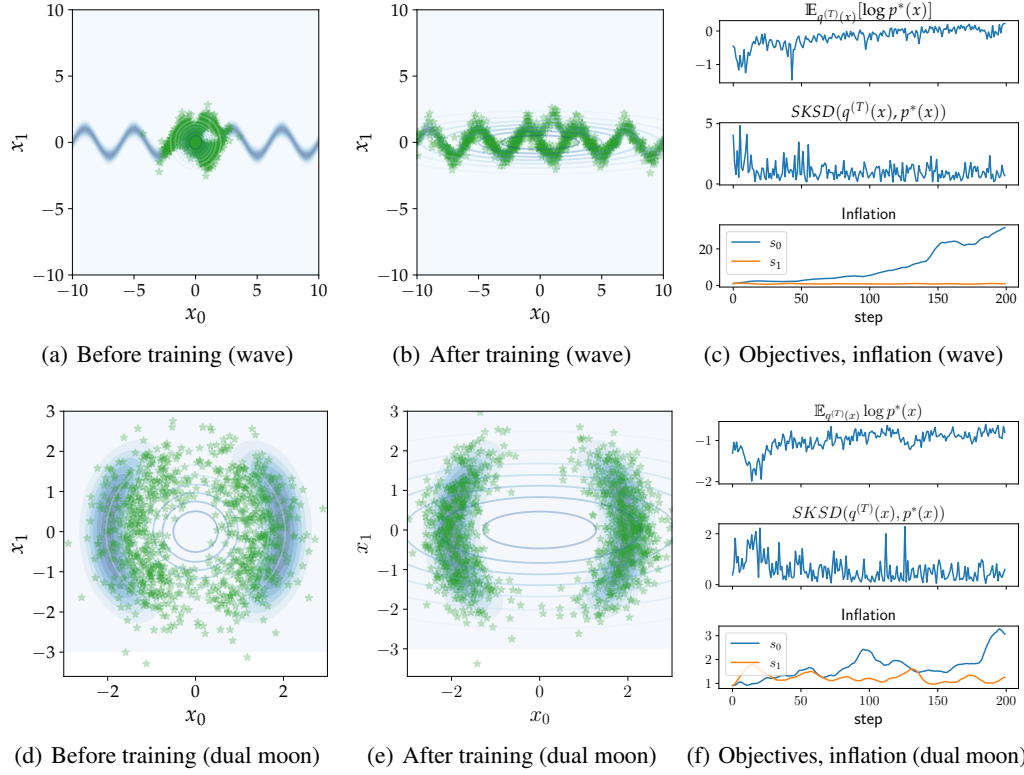 10
5
0
−5
−10
x₁
−10 −5 0 5 10
x₀
(a) Before training (wave)
10
5
0
−5
−10
x₁
−10 −5 0 5 10
x₀
(b) After training (wave)
𝔼_{q^{(T)}(x)}[log p*(x)]
0
−1
SKSD(q^{(T)}(x), p*(x))
5
0
Inflation
20
0
s₀
s₁
0 50 100 150 200
step
(c) Objectives, inflation (wave)
3
2
1
0
−1
−2
−3
x₁
−2 0 2
x₀
(d) Before training (dual moon)
3
2
1
0
−1
−2
−3
x₁
−2 0 2
x₀
(e) After training (dual moon)
𝔼_{q^{(T)}(x)} log p*(x)
−1
−2
SKSD(q^{(T)}(x), p*(x))
2
0
Inflation
3
2
1
s₀
s₁
0 50 100 150 200
step
(f) Objectives, inflation (dual moon)